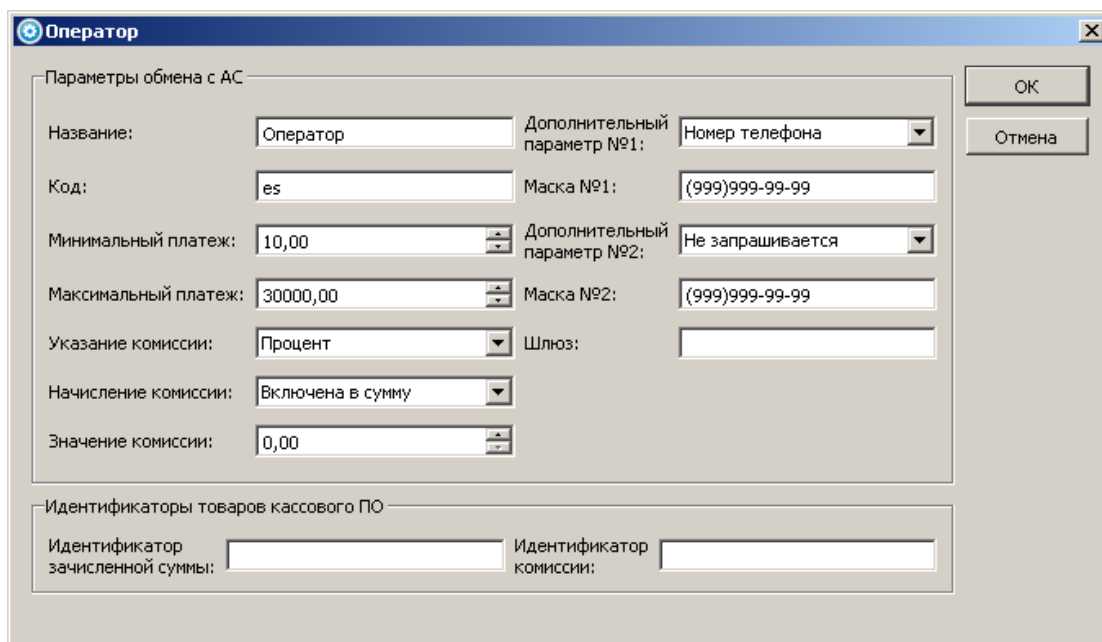 Оператор
Параметры обмена с АС
OK
Отмена
Название:
Оператор
Дополнительный
параметр №1:
Номер телефона
Код:
es
Маска №1:
(999)999-99-99
Минимальный платеж:
10,00
Дополнительный
параметр №2:
Не запрашивается
Максимальный платеж:
30000,00
Маска №2:
(999)999-99-99
Указание комиссии:
Процент
Шлюз:
Начисление комиссии:
Включена в сумму
Значение комиссии:
0,00
Идентификаторы товаров кассового ПО
Идентификатор
зачисленной суммы:
Идентификатор
комиссии: